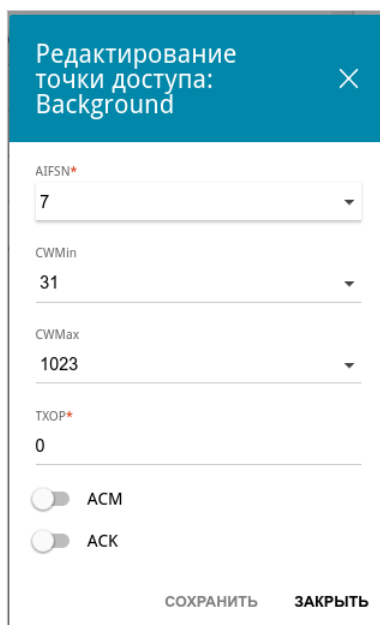 Редактирование
точки доступа:
Background
AIFSN*
7
CWMin
31
CWMax
1023
TXOP*
0
ACM
ACK
СОХРАНИТЬ ЗАКРЫТЬ